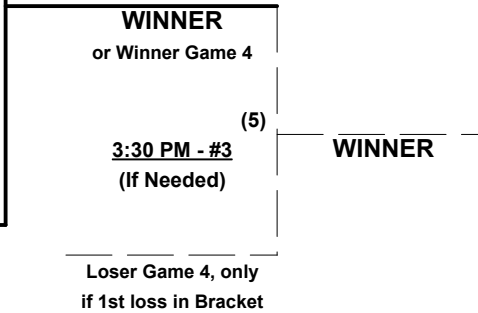 WINNER
or Winner Game 4
(5)
3:30 PM - #3
WINNER
(If Needed)
Loser Game 4, only
if 1st loss in Bracket